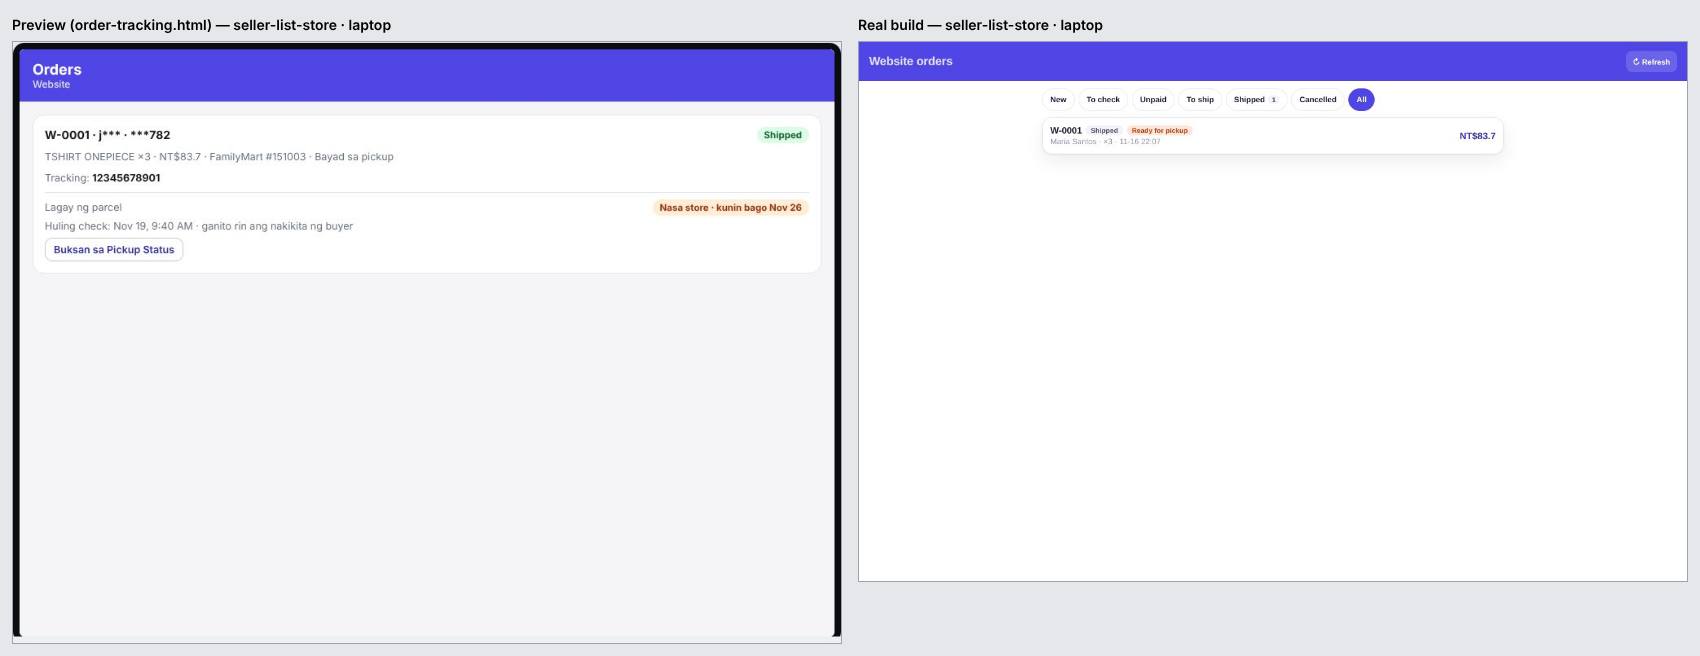 Preview (order-tracking.html) — seller-list-store · laptop
Orders
Website
W-0001 · j*** · ***782
Shipped
TSHIRT ONEPIECE ×3 · NT$83.7 · FamilyMart #151003 · Bayad sa pickup
Tracking: 12345678901
Lagay ng parcel
Nasa store · kunin bago Nov 26
Huling check: Nov 19, 9:40 AM · ganito rin ang nakikita ng buyer
Buksan sa Pickup Status
Real build — seller-list-store · laptop
Website orders
↻ Refresh
New To check Unpaid To ship Shipped 1 Cancelled All
W-0001 Shipped Ready for pickup
NT$83.7
Maria Santos · ×3 · 11-16 22:07